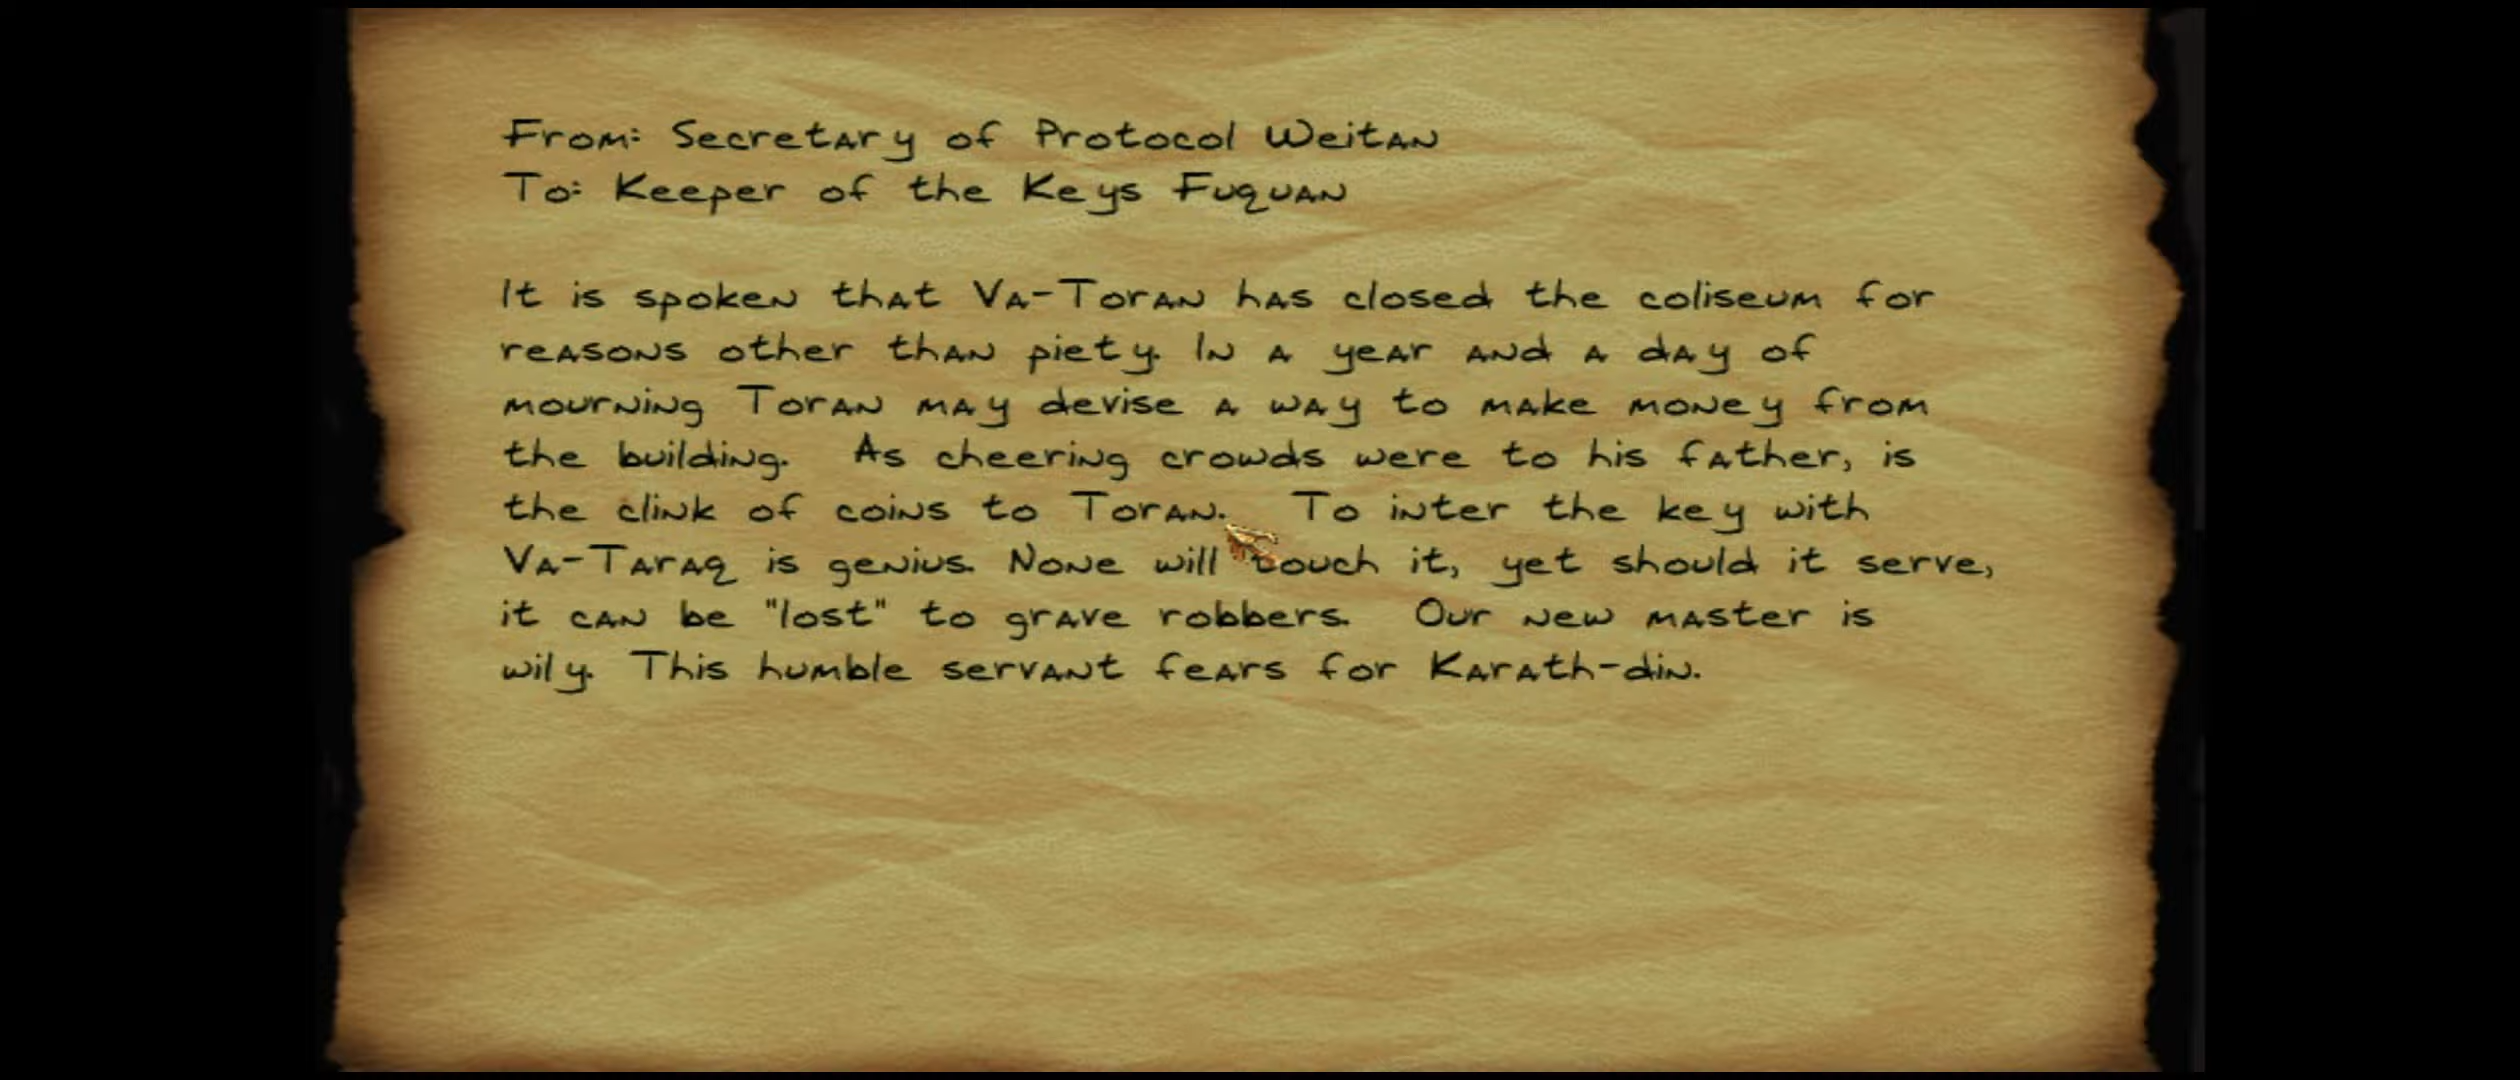 From: Secretary of Protocol Weitan
To: Keeper of the Keys Fuquan
It is spoken that Va-Toran has closed the coliseum for
reasons other than piety. In a year and a day of
mourning Toran may devise a way to make money from
the building. As cheering crowds were to his father, is
the clink of coins to Toran. To inter the key with
Va-Taraq is genius. None will touch it, yet should it serve,
it can be "lost" to grave robbers. Our new master is
wily. This humble servant fears for Karath-din.